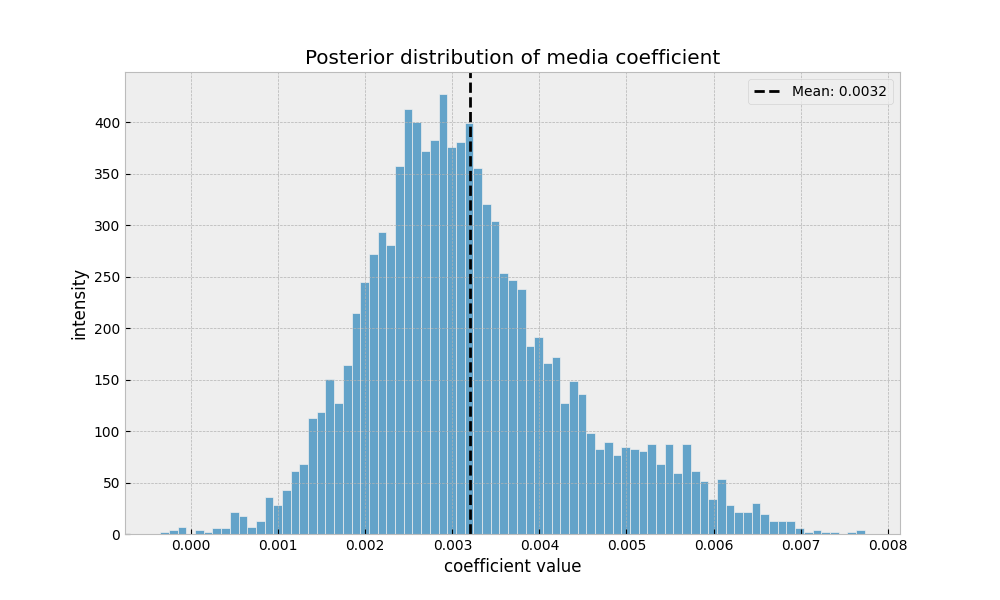 Posterior distribution of media coefficient
Mean: 0.0032
400
350
300
250
200
150
100
50
0
intensity
0.000 0.001 0.002 0.003 0.004 0.005 0.006 0.007 0.008
coefficient value